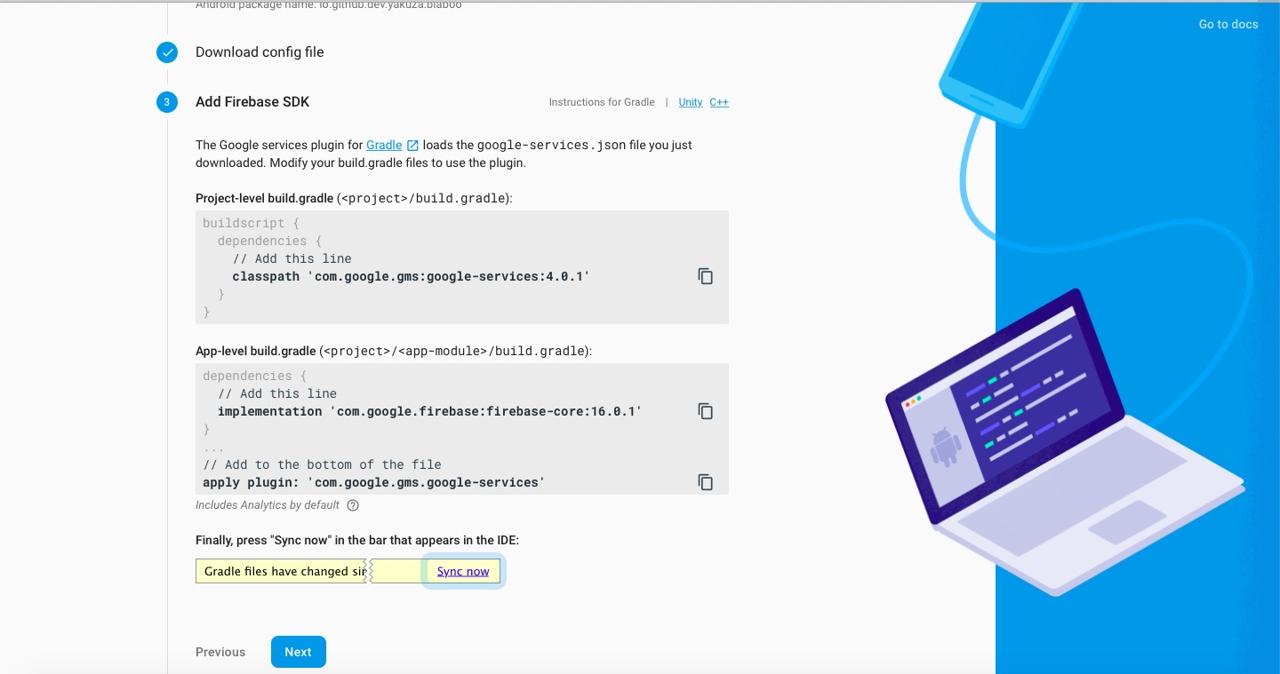 Android package name: io.github.dev.yakuza.blaboo
Go to docs
Download config file
3 Add Firebase SDK
Instructions for Gradle | Unity C++
The Google services plugin for Gradle loads the google-services.json file you just
downloaded. Modify your build.gradle files to use the plugin.
Project-level build.gradle (<project>/build.gradle):
buildscript {
  dependencies {
    // Add this line
    classpath 'com.google.gms:google-services:4.0.1'
  }
}
App-level build.gradle (<project>/<app-module>/build.gradle):
dependencies {
  // Add this line
  implementation 'com.google.firebase:firebase-core:16.0.1'
}
...
// Add to the bottom of the file
apply plugin: 'com.google.gms.google-services'
Includes Analytics by default ?
Finally, press "Sync now" in the bar that appears in the IDE:
Gradle files have changed sin Sync now
Previous Next